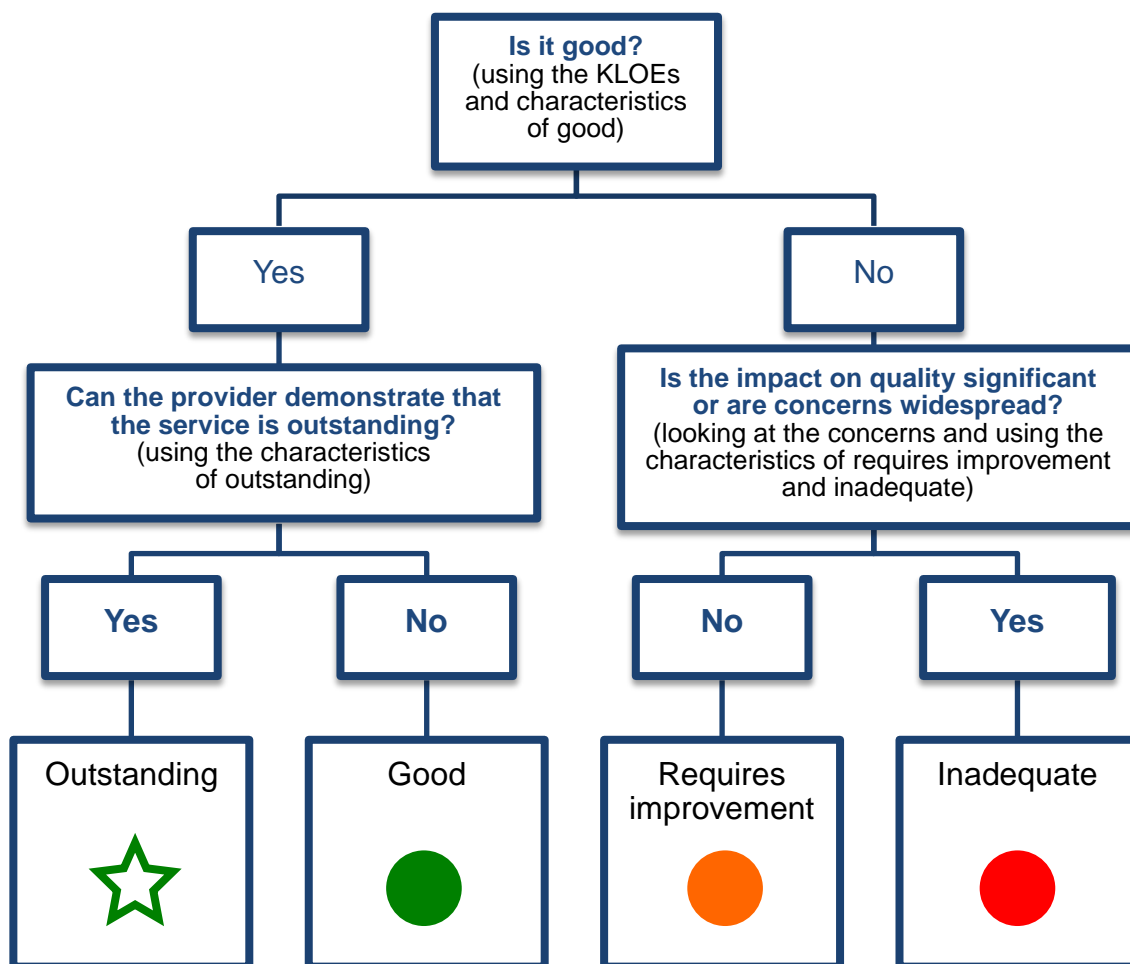 Is it good?
(using the KLOEs
and characteristics
of good)
Yes
No
Can the provider demonstrate that
the service is outstanding?
(using the characteristics
of outstanding)
Is the impact on quality significant
or are concerns widespread?
(looking at the concerns and using the
characteristics of requires improvement
and inadequate)
Yes
No
No
Yes
Outstanding
Good
Requires
improvement
Inadequate